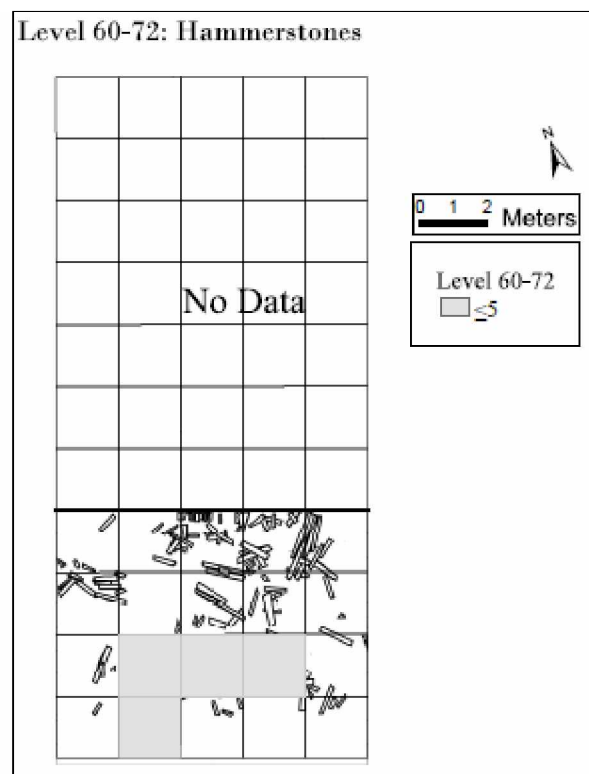 Level 60-72: Hammerstones
N
0 1 2 Meters
Level 60-72
≤5
No Data